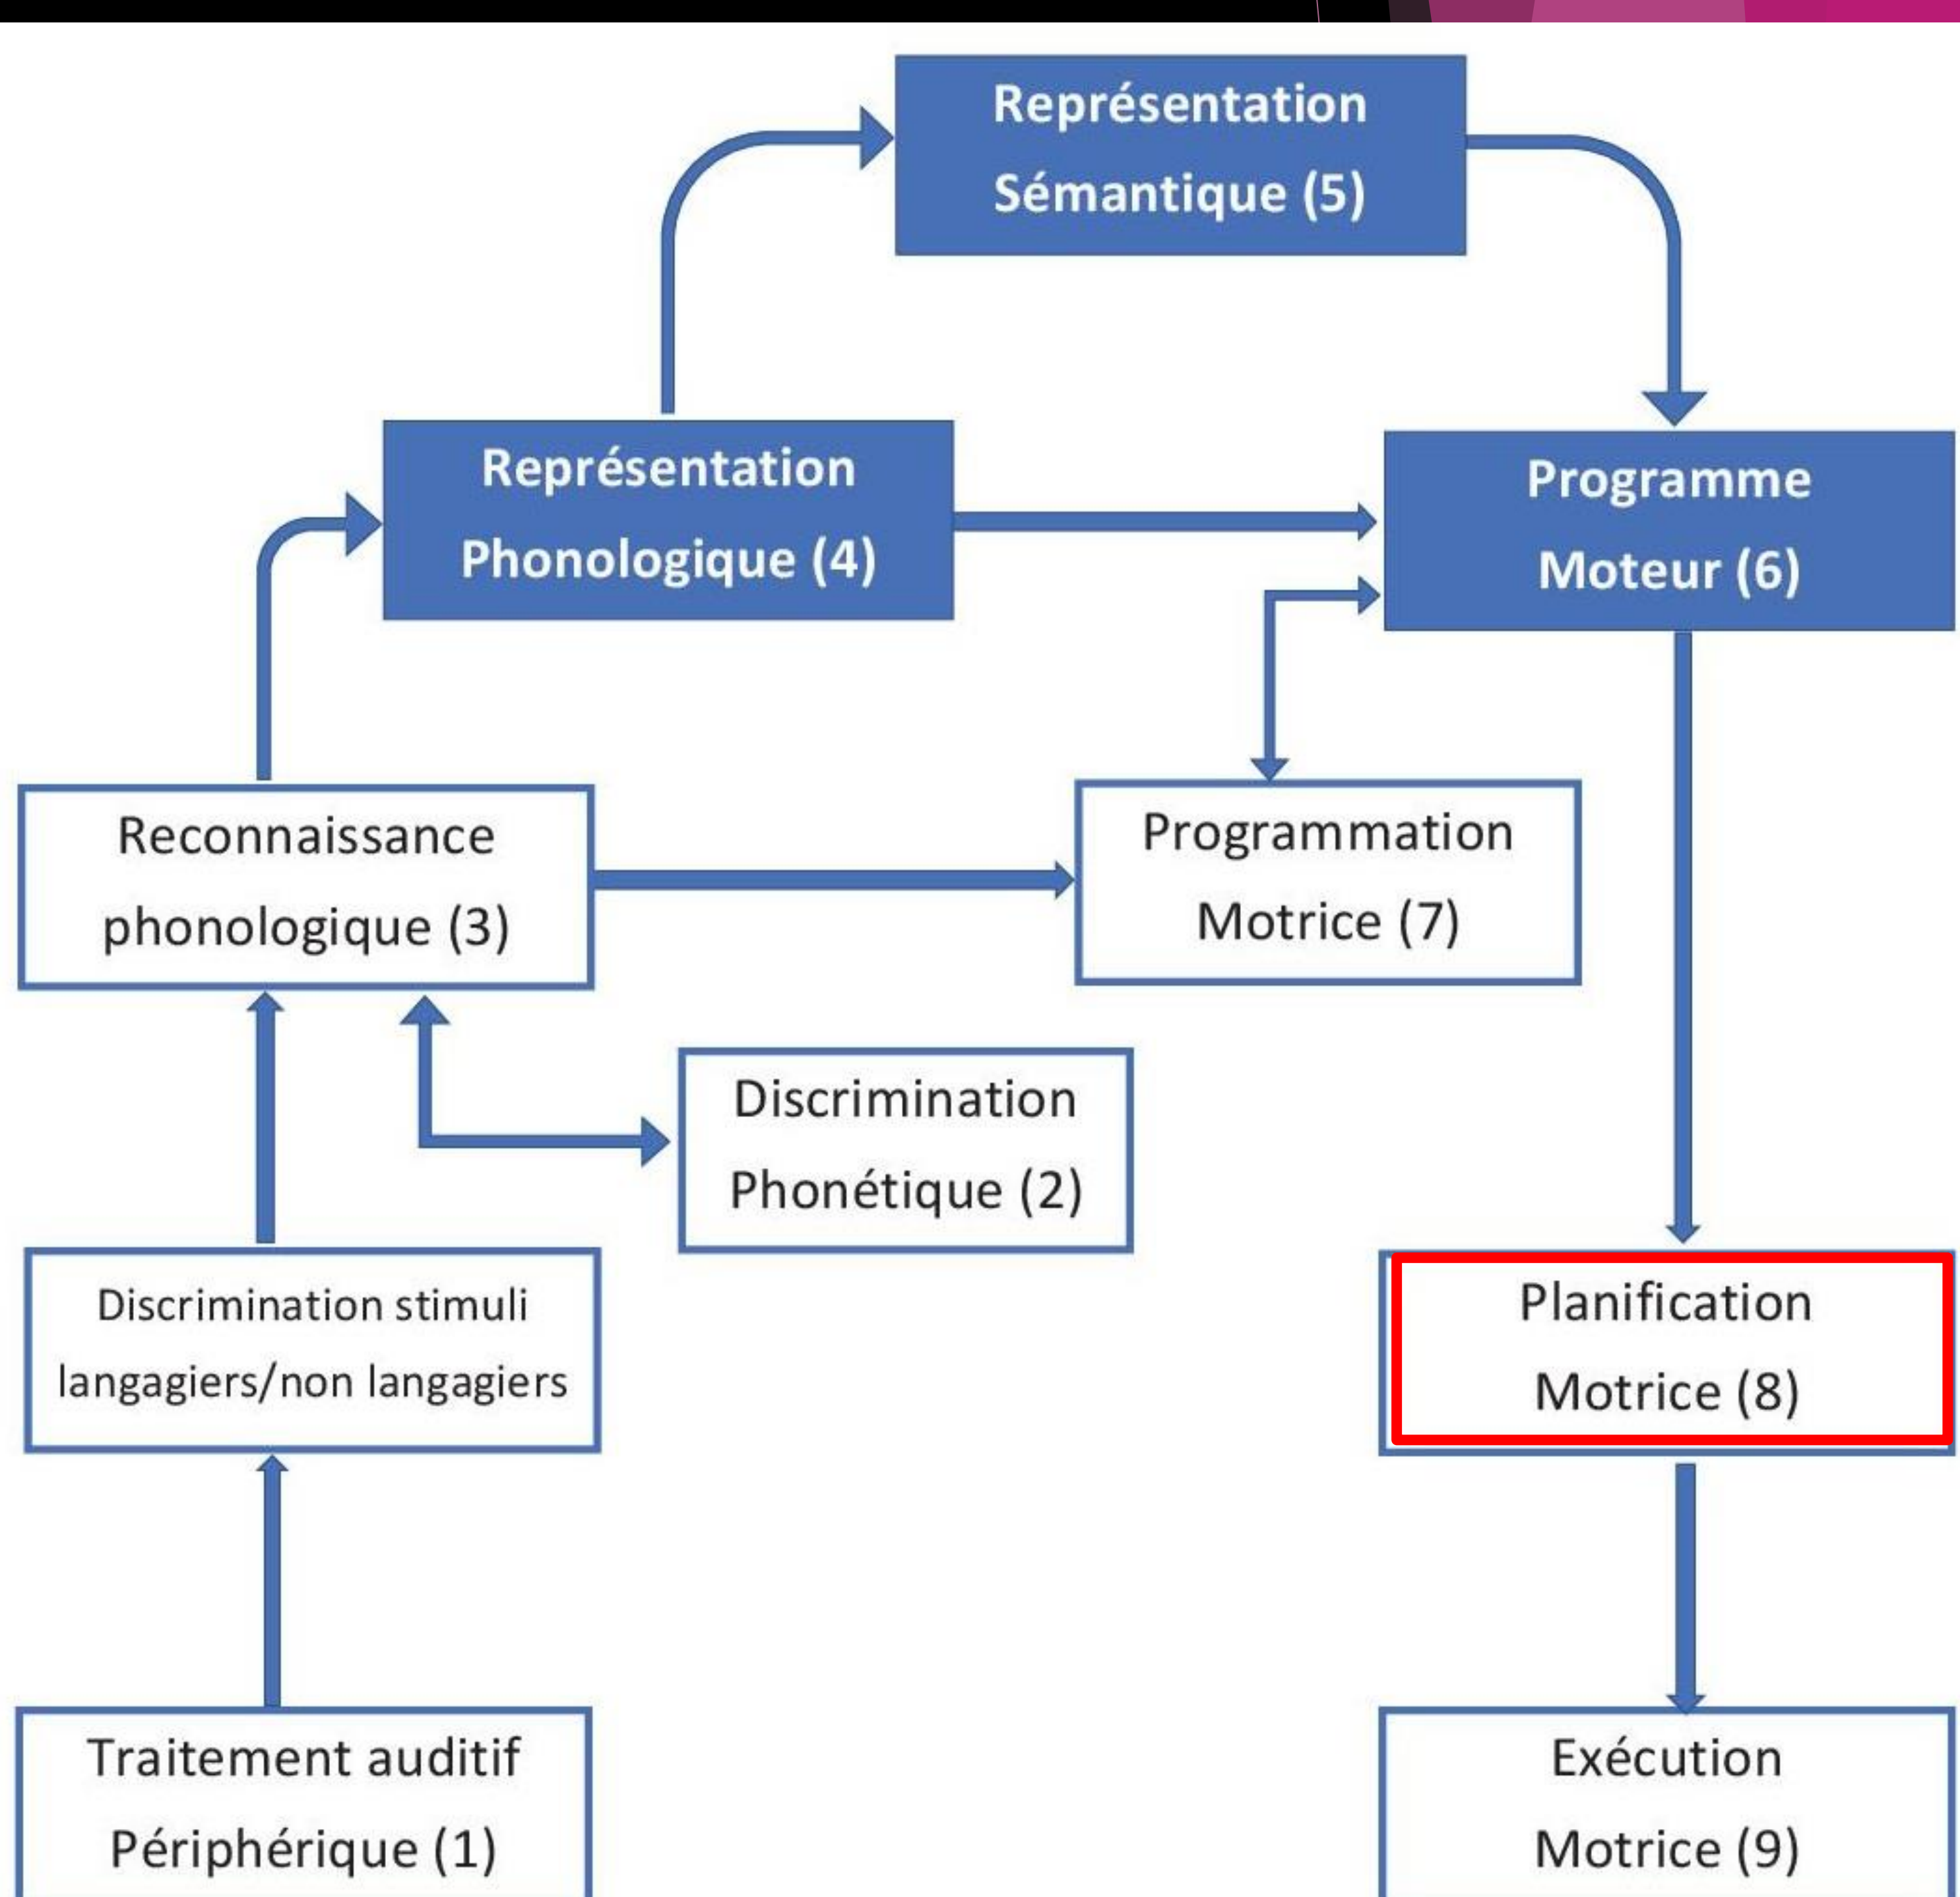 Représentation
Sémantique (5)
Représentation
Phonologique (4)
Programme
Moteur (6)
Reconnaissance
phonologique (3)
Programmation
Motrice (7)
Discrimination
Phonétique (2)
Discrimination stimuli
langagiers/non langagiers
Planification
Motrice (8)
Traitement auditif
Périphérique (1)
Exécution
Motrice (9)